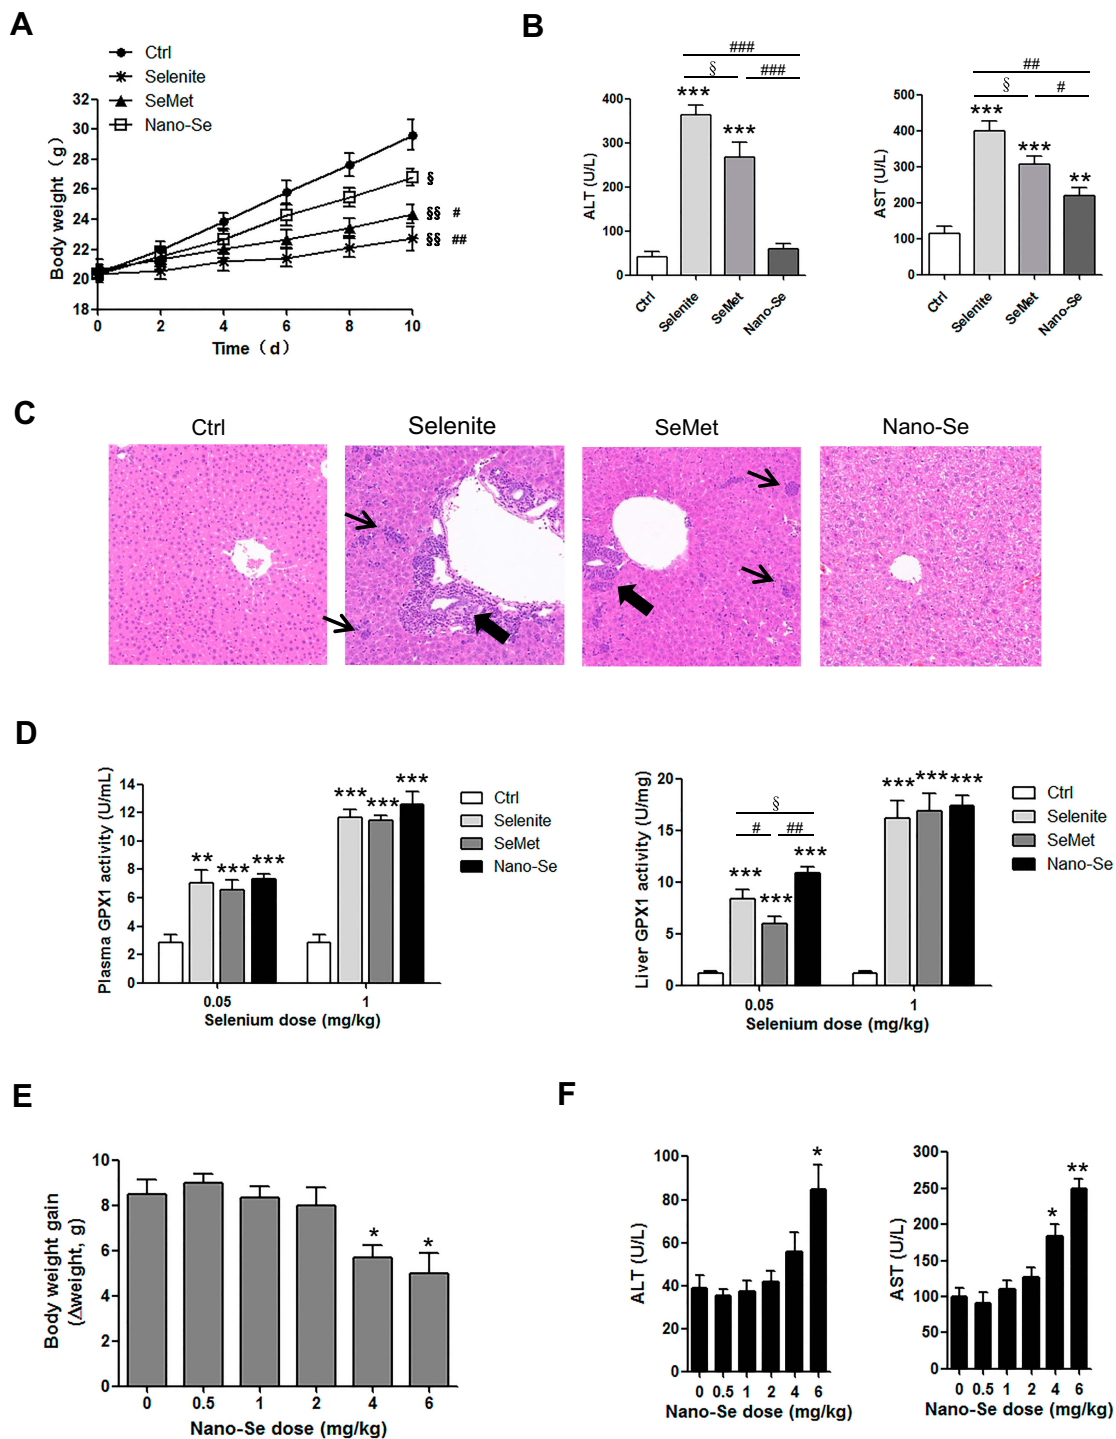 A
Ctrl
Selenite
SeMet
Nano-Se
Body weight（g）
32
30
28
26
24
22
20
18
§
§§ #
§§ ##
0 2 4 6 8 10
Time（d）
B
###
§ ###
***
***
ALT (U/L)
400
300
200
100
0
Ctrl
Selenite
SeMet
Nano-Se
##
§ #
***
***
**
AST (U/L)
500
400
300
200
100
0
Ctrl
Selenite
SeMet
Nano-Se
C
Ctrl
Selenite
SeMet
Nano-Se
D
Plasma GPX1 activity (U/mL)
14
12
10
8
6
4
2
0
** *** ***
*** *** ***
0.05 1
Selenium dose (mg/kg)
Ctrl
Selenite
SeMet
Nano-Se
Liver GPX1 activity (U/mg)
20
15
10
5
0
§
# ##
*** *** ***
*** *** ***
0.05 1
Selenium dose (mg/kg)
Ctrl
Selenite
SeMet
Nano-Se
E
Body weight gain
(Δweight, g)
10
8
6
4
2
0
* *
0 0.5 1 2 4 6
Nano-Se dose (mg/kg)
F
ALT (U/L)
100
80
60
40
20
0
*
0 0.5 1 2 4 6
Nano-Se dose (mg/kg)
AST (U/L)
300
250
200
150
100
50
0
* **
0 0.5 1 2 4 6
Nano-Se dose (mg/kg)